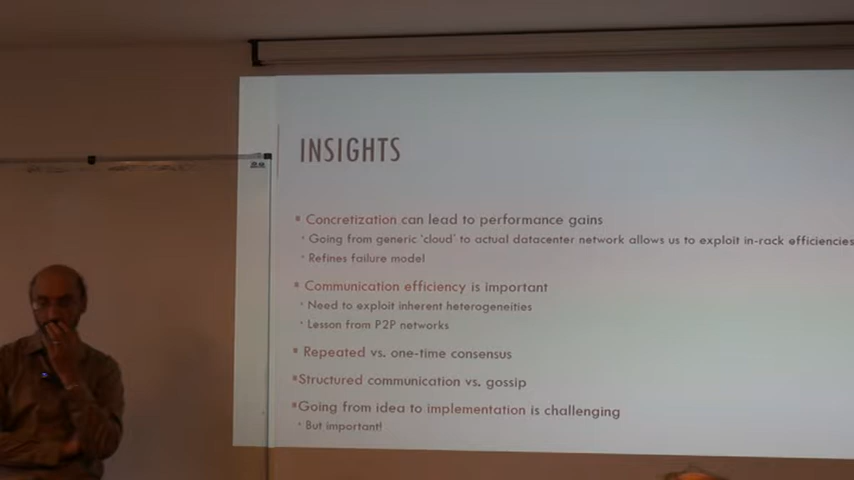 INSIGHTS
Concretization can lead to performance gains
Going from generic 'cloud' to actual datacenter network allows us to exploit in-rack efficiencies
Refines failure model
Communication efficiency is important
Need to exploit inherent heterogeneities
Lesson from P2P networks
Repeated vs. one-time consensus
Structured communication vs. gossip
Going from idea to implementation is challenging
But important!